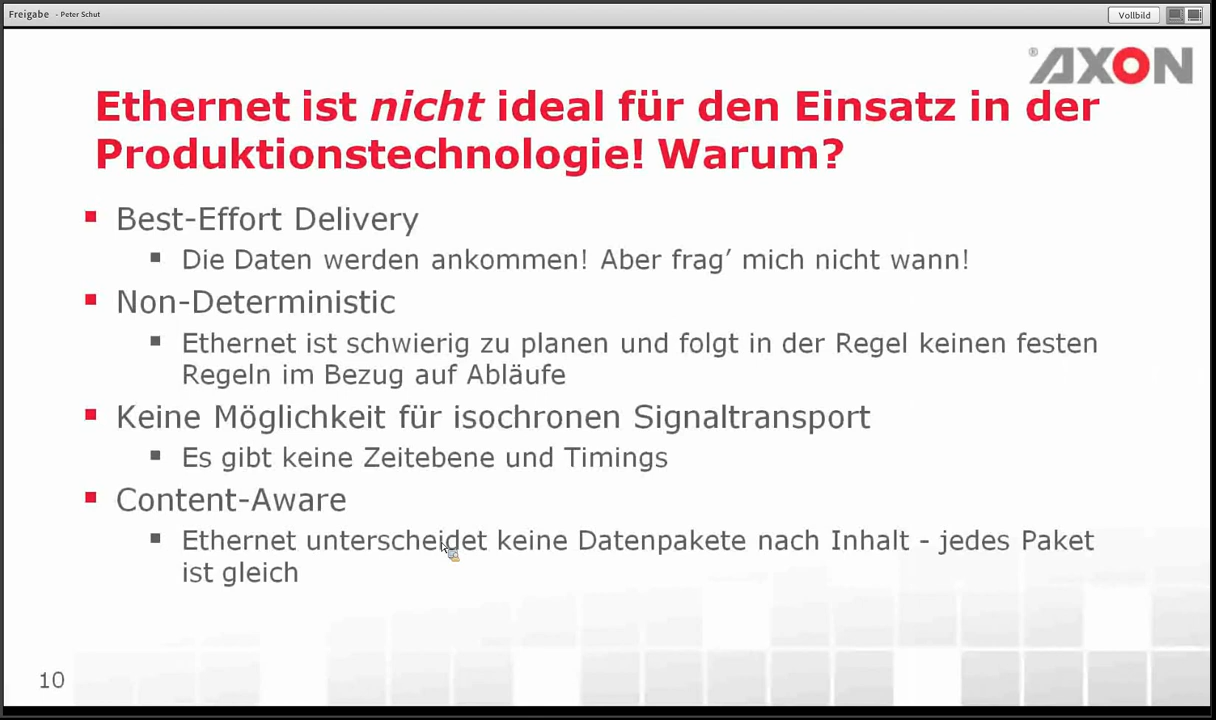 Freigabe - Peter Schut
Vollbild
®AXON
Ethernet ist nicht ideal für den Einsatz in der
Produktionstechnologie! Warum?
Best-Effort Delivery
Die Daten werden ankommen! Aber frag’ mich nicht wann!
Non-Deterministic
Ethernet ist schwierig zu planen und folgt in der Regel keinen festen
Regeln im Bezug auf Abläufe
Keine Möglichkeit für isochronen Signaltransport
Es gibt keine Zeitebene und Timings
Content-Aware
Ethernet unterscheidet keine Datenpakete nach Inhalt - jedes Paket
ist gleich
10